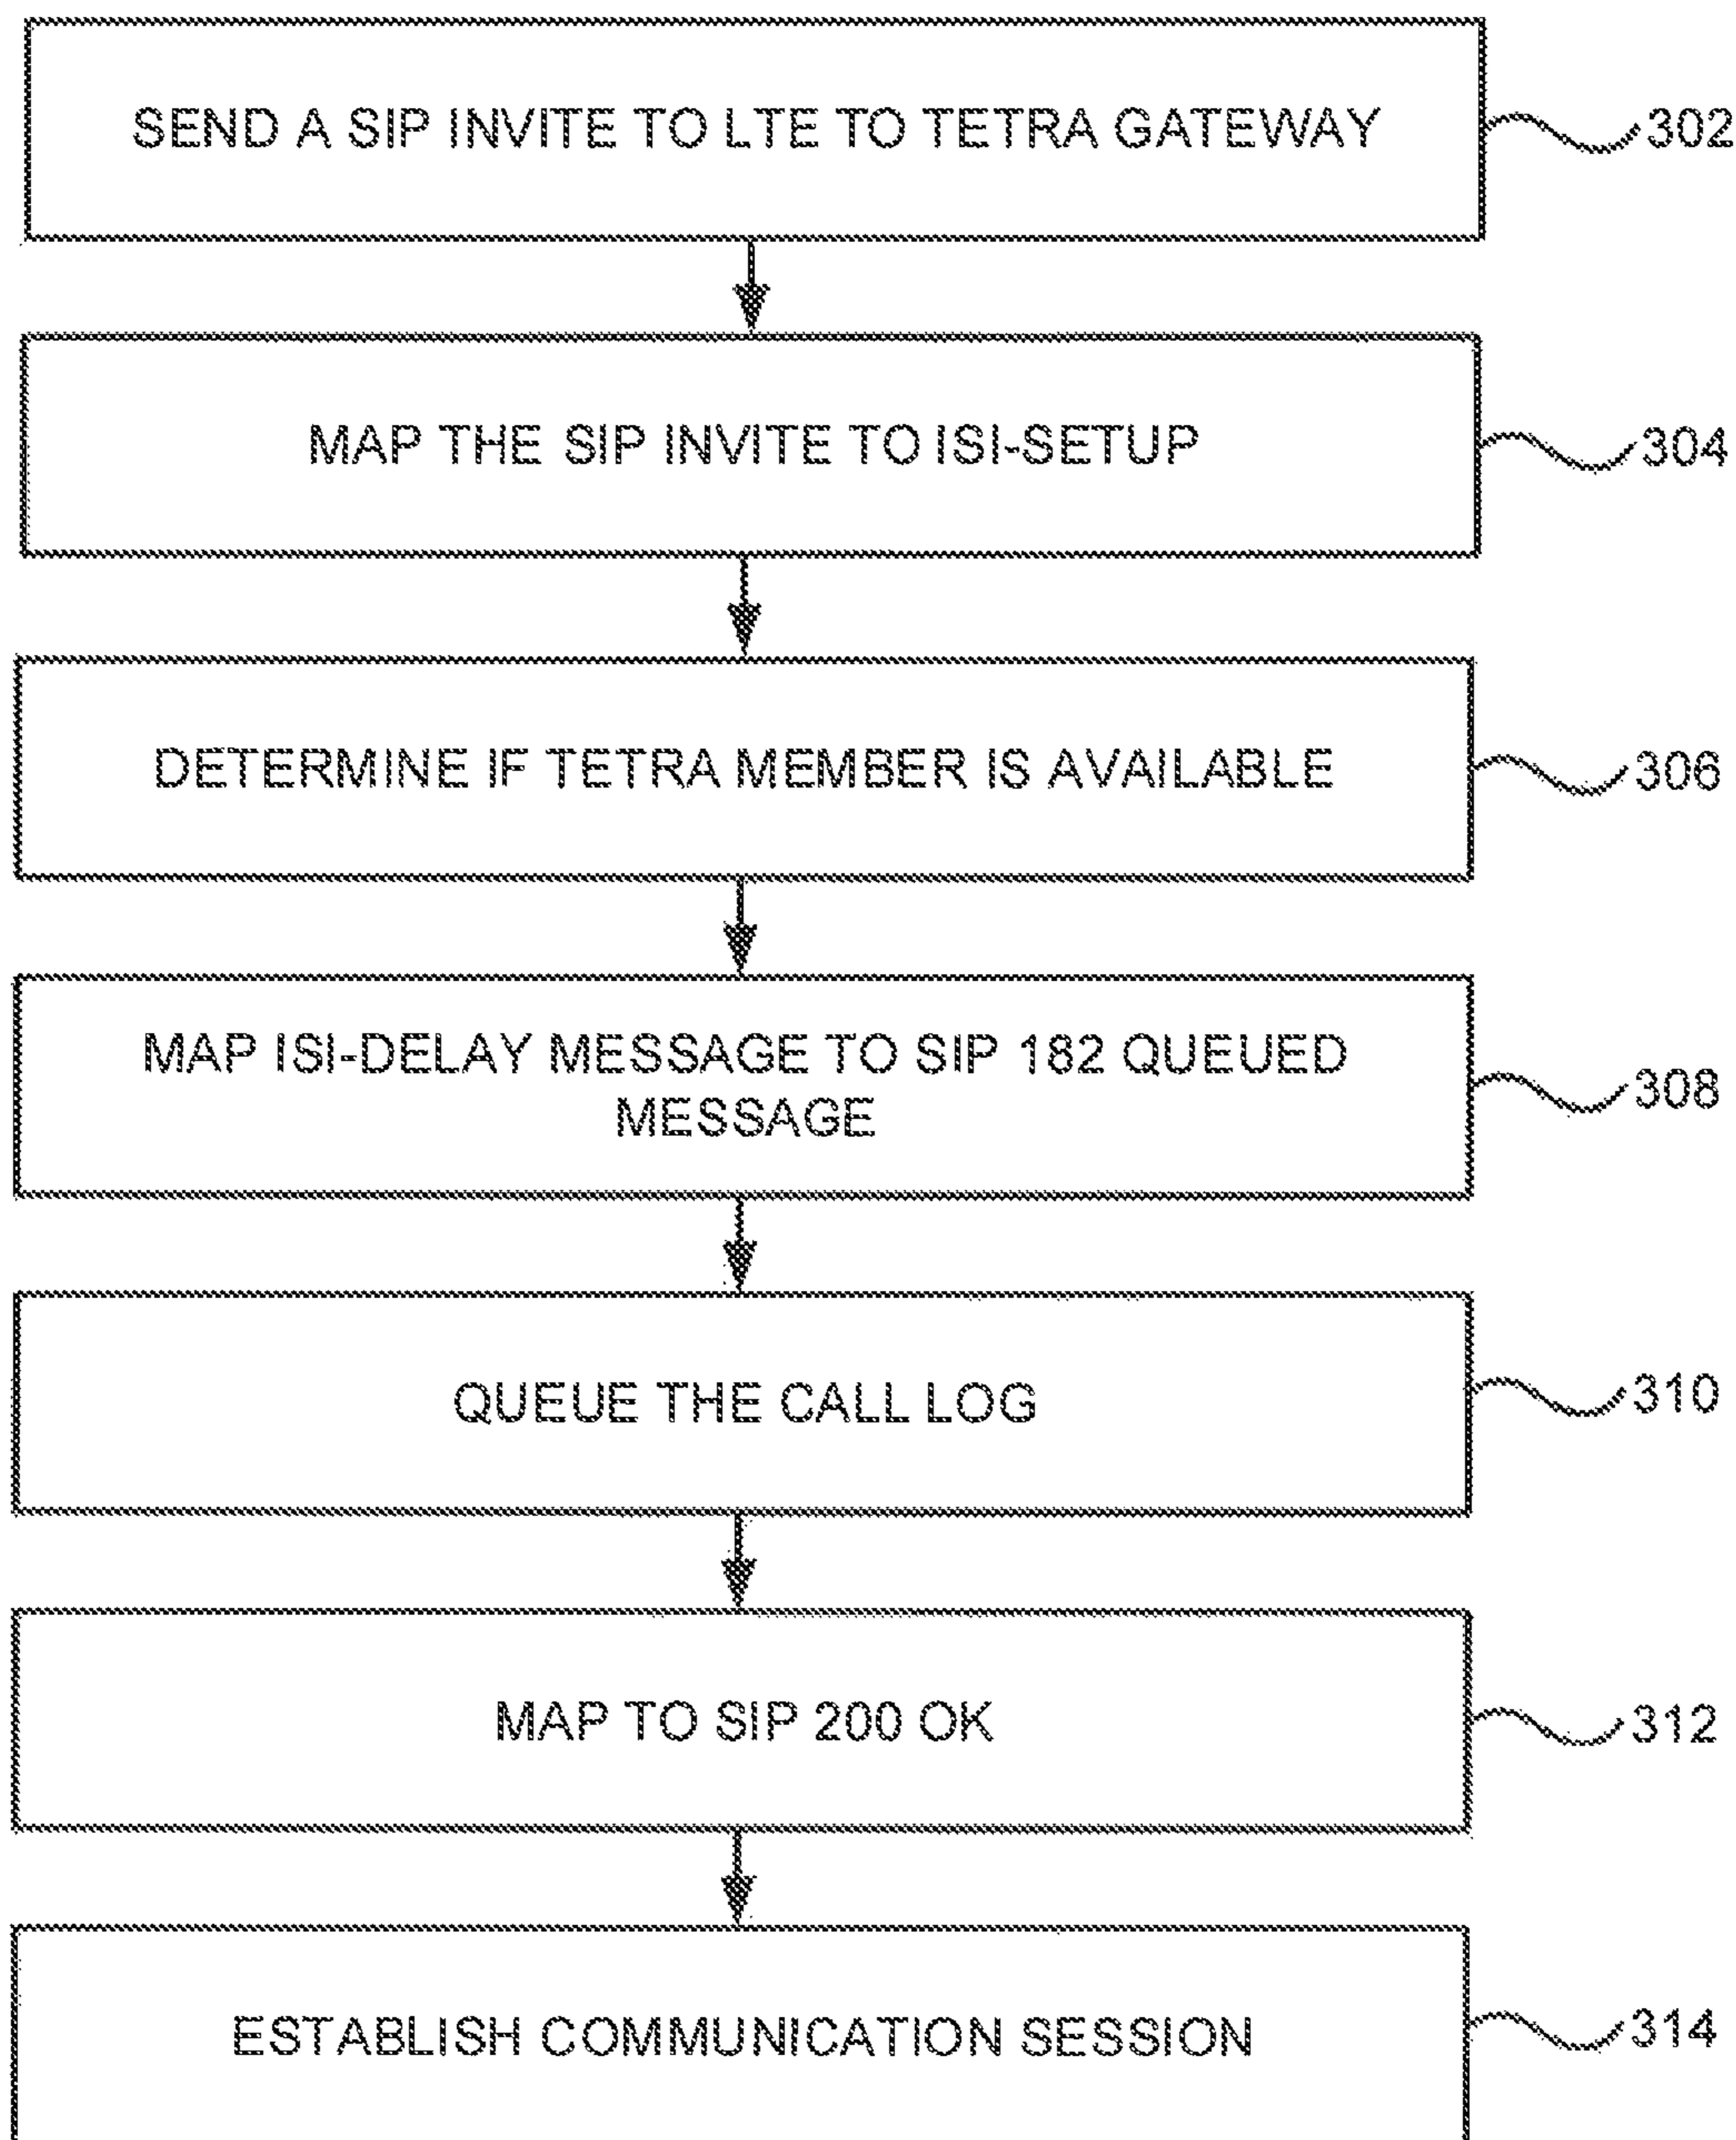 SEND A SIP INVITE TO LTE TO TETRA GATEWAY
302
MAP THE SIP INVITE TO ISI-SETUP
304
DETERMINE IF TETRA MEMBER IS AVAILABLE
306
MAP ISI-DELAY MESSAGE TO SIP 182 QUEUED
MESSAGE
308
QUEUE THE CALL LOG
310
MAP TO SIP 200 OK
312
ESTABLISH COMMUNICATION SESSION
314